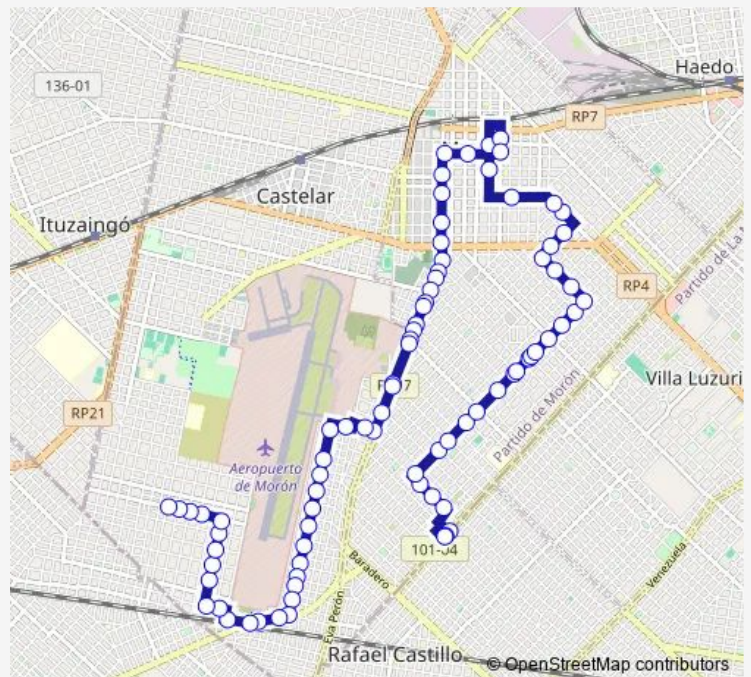 Haedo
136-01
RP7
Castelar
Ituzaingó
RP4
Partido de La M
Villa Luzuri
RP21
Partido de Morón
Aeropuerto
de Morón
101-04
Baradero
Venezuela
Eva Perón
Rafael Castillo
© OpenStreetMap contributors